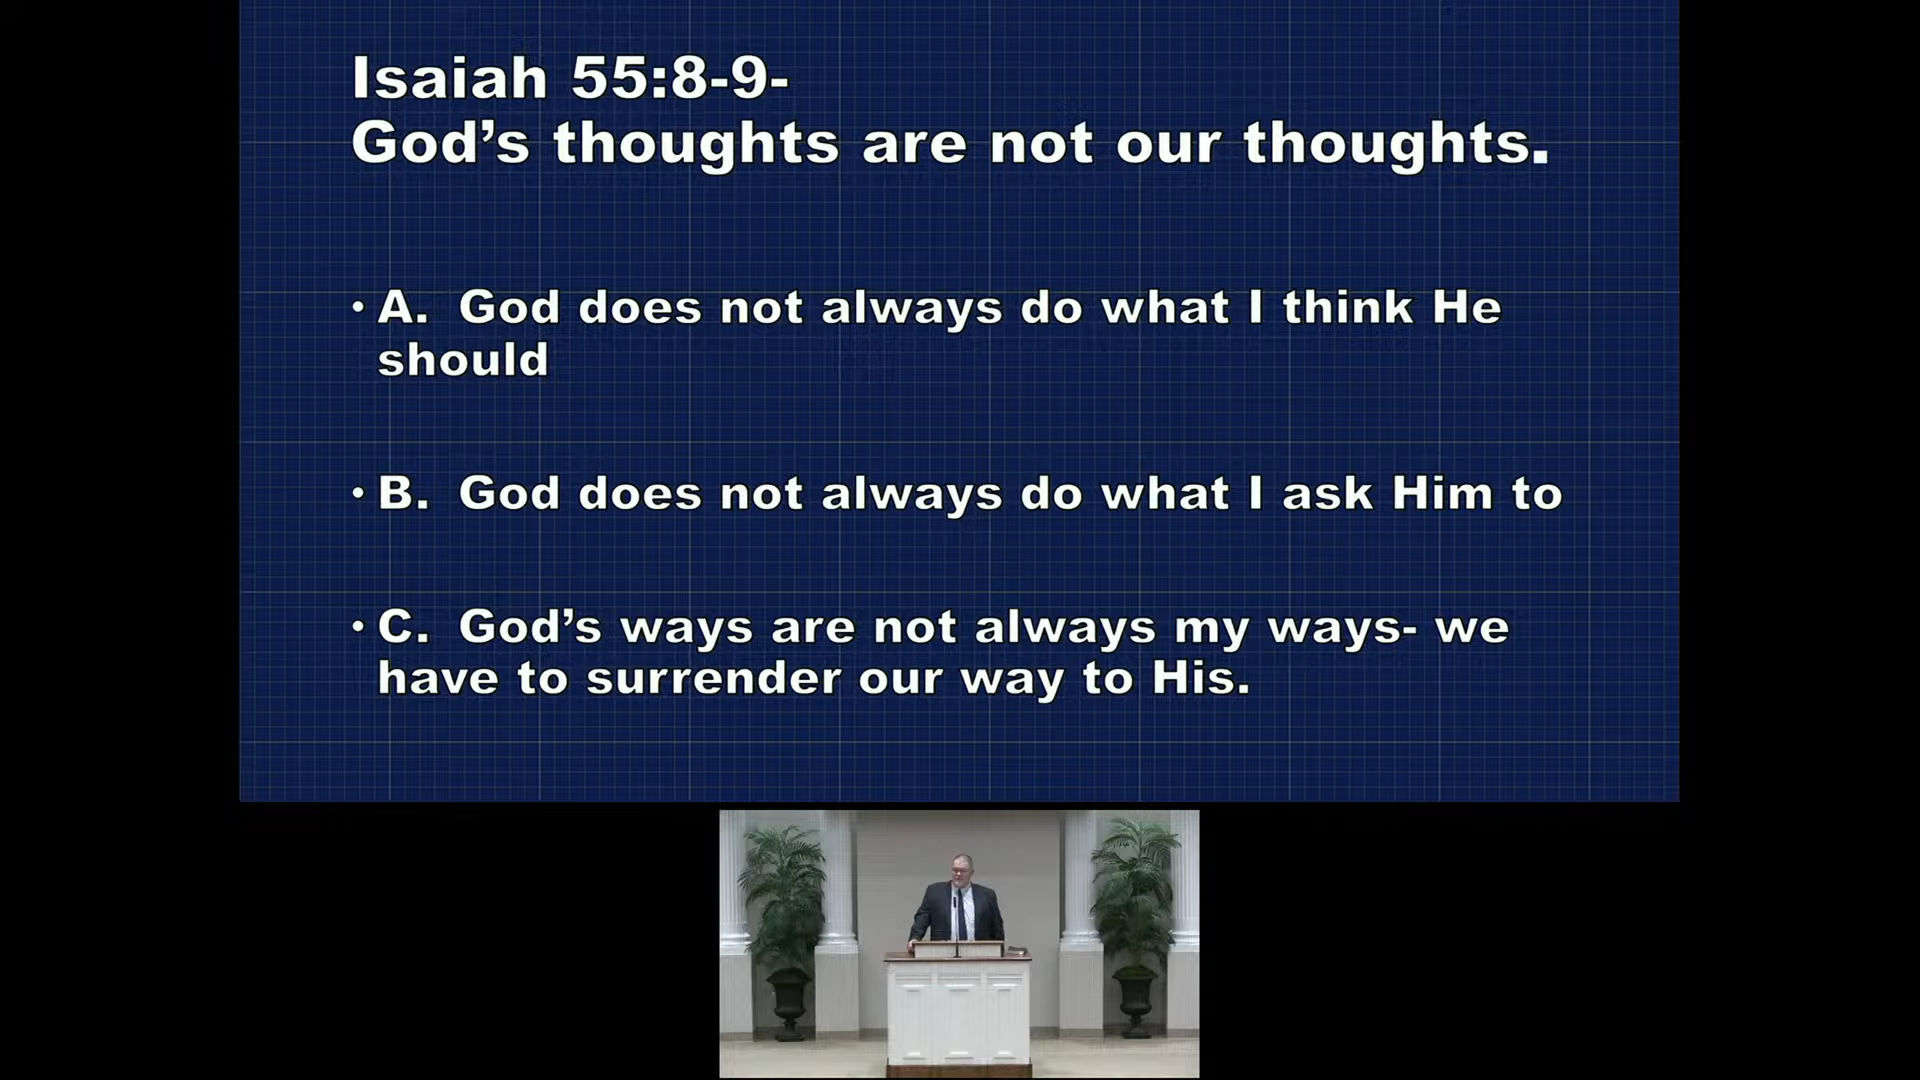 Isaiah 55:8-9-
God’s thoughts are not our thoughts.
• A.  God does not always do what I think He
should
• B.  God does not always do what I ask Him to
• C.  God’s ways are not always my ways- we
have to surrender our way to His.